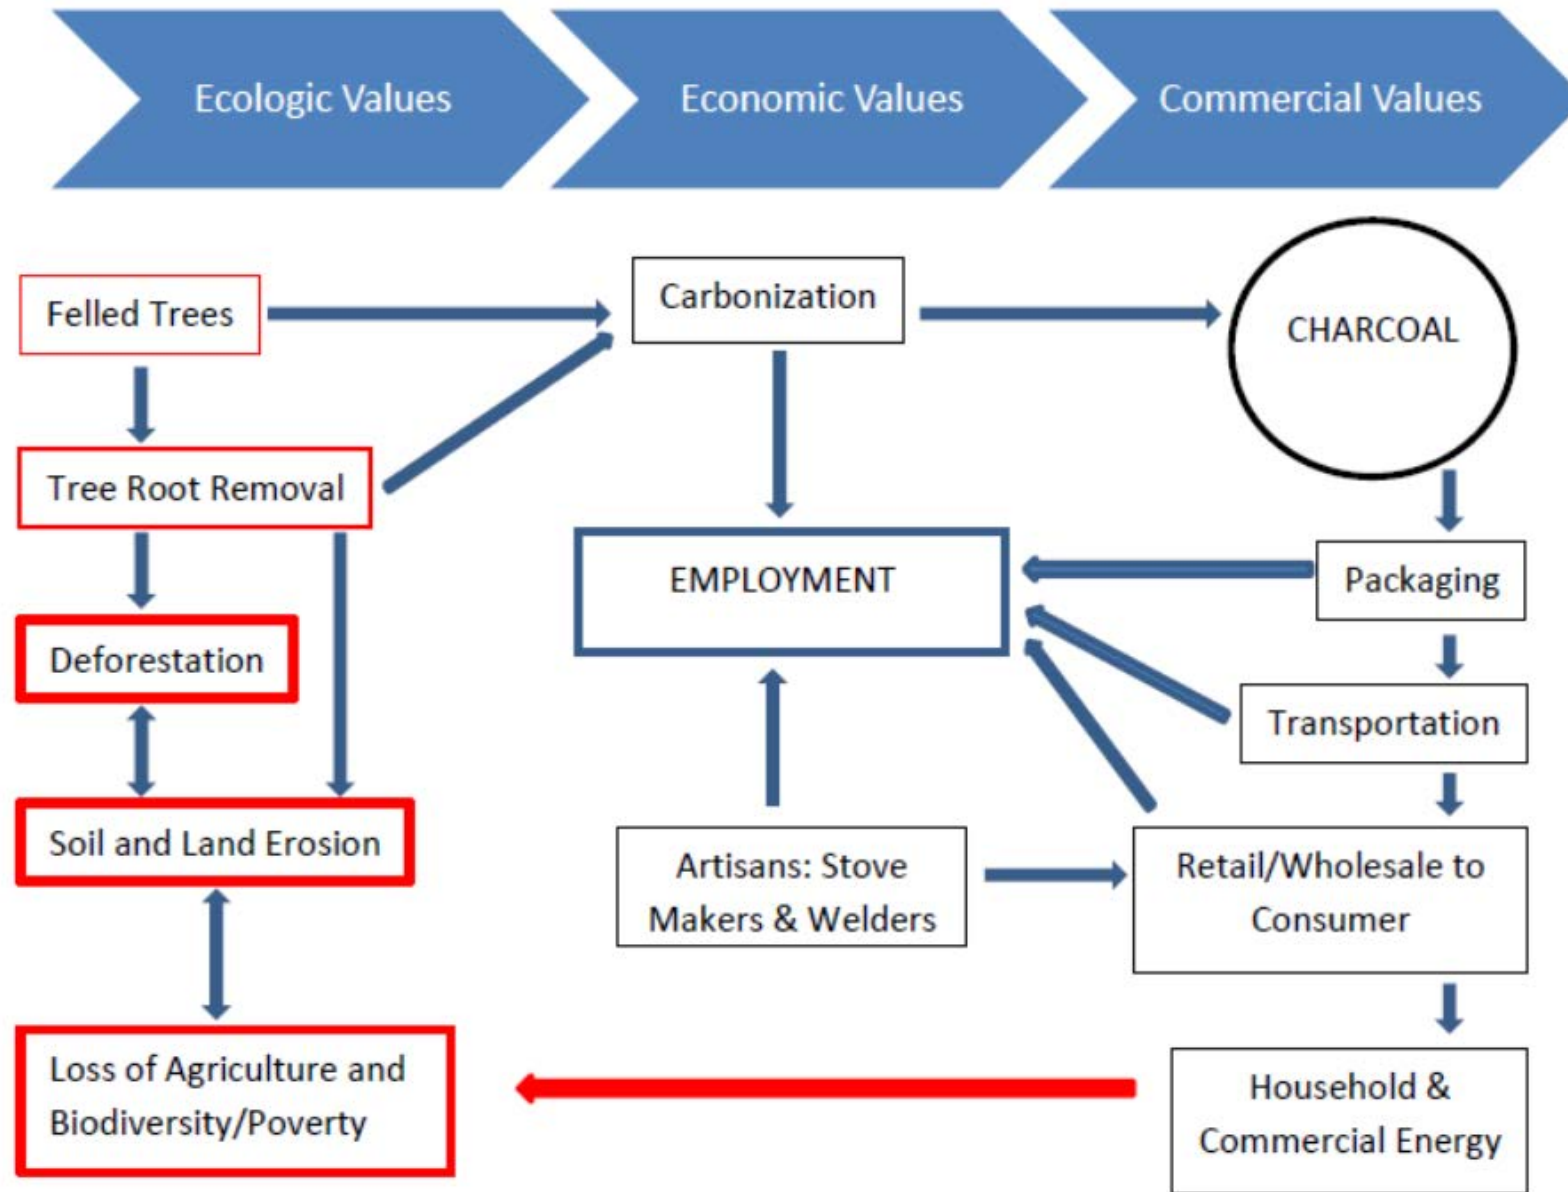 Ecologic Values
Economic Values
Commercial Values
Felled Trees
Carbonization
CHARCOAL
Tree Root Removal
EMPLOYMENT
Packaging
Deforestation
Transportation
Soil and Land Erosion
Artisans: Stove
Makers & Welders
Retail/Wholesale to
Consumer
Loss of Agriculture and
Biodiversity/Poverty
Household &
Commercial Energy